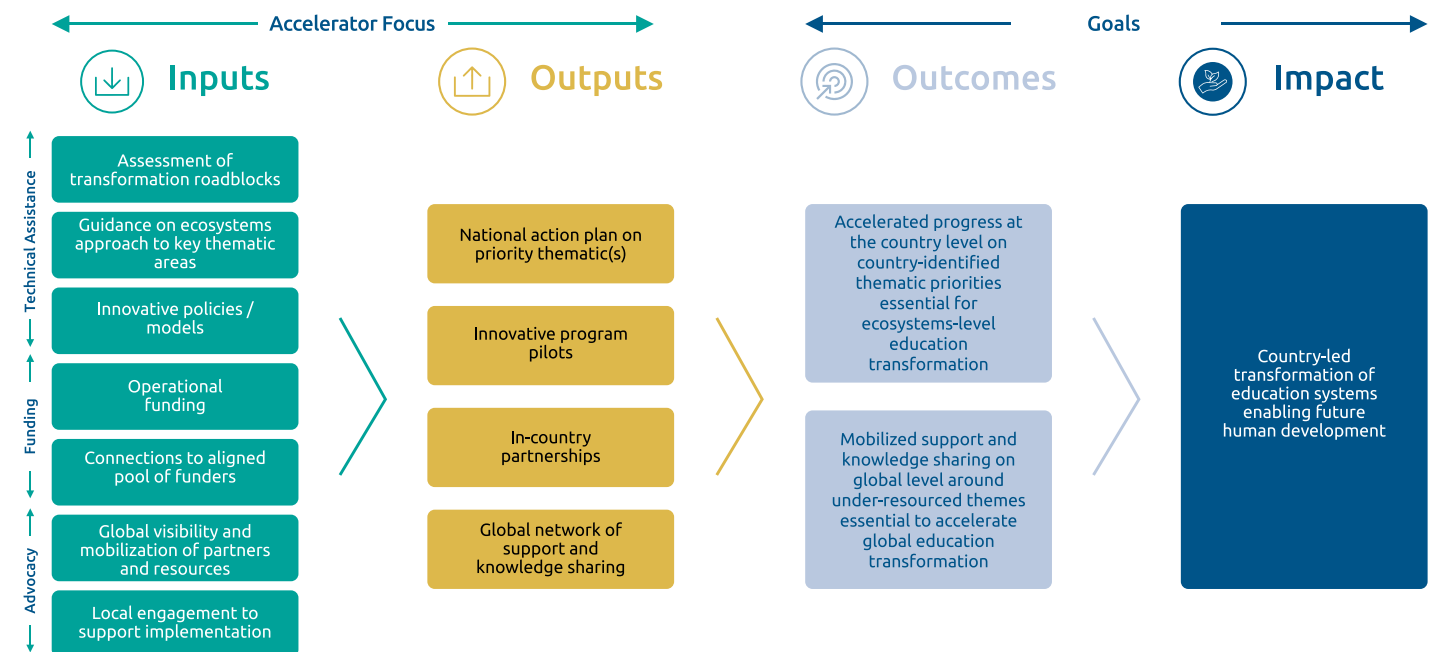 Accelerator Focus
Goals
Inputs
Outputs
Outcomes
Impact
Technical Assistance
Assessment of
transformation roadblocks
Guidance on ecosystems
approach to key thematic
areas
Innovative policies /
models
Funding
Operational
funding
Connections to aligned
pool of funders
Advocacy
Global visibility and
mobilization of partners
and resources
Local engagement to
support implementation
National action plan on
priority thematic(s)
Innovative program
pilots
In-country
partnerships
Global network of
support and
knowledge sharing
Accelerated progress at
the country level on
country-identified
thematic priorities
essential for
ecosystems-level
education
transformation
Mobilized support and
knowledge sharing on
global level around
under-resourced themes
essential to accelerate
global education
transformation
Country-led
transformation of
education systems
enabling future
human development